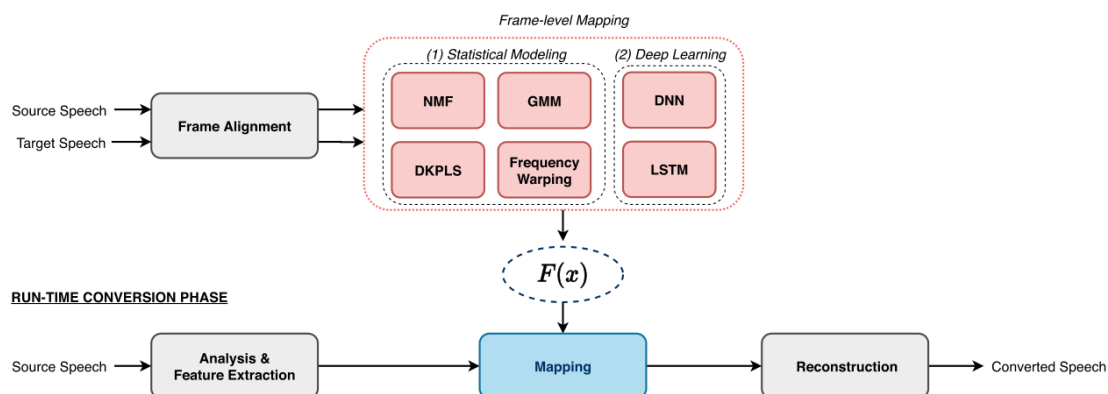 Frame-level Mapping
(1) Statistical Modeling
(2) Deep Learning
NMF
GMM
DNN
Source Speech
Frame Alignment
Target Speech
DKPLS
Frequency
Warping
LSTM
F(x)
RUN-TIME CONVERSION PHASE
Source Speech
Analysis &
Feature Extraction
Mapping
Reconstruction
Converted Speech